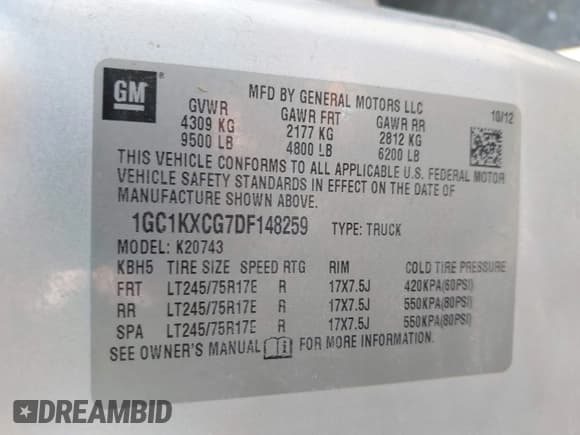 GM ®
MFD BY GENERAL MOTORS LLC
10/12
GVWR GAWR FRT GAWR RR
4309 KG 2177 KG 2812 KG
9500 LB 4800 LB 6200 LB
THIS VEHICLE CONFORMS TO ALL APPLICABLE U.S. FEDERAL MOTOR
VEHICLE SAFETY STANDARDS IN EFFECT ON THE DATE OF
MANUFACTURE SHOWN ABOVE.
1GC1KXCG7DF148259 TYPE: TRUCK
MODEL: K20743
KBH5 TIRE SIZE SPEED RTG RIM COLD TIRE PRESSURE
FRT LT245/75R17E R 17X7.5J 420KPA(60PSI)
RR LT245/75R17E R 17X7.5J 550KPA(80PSI)
SPA LT245/75R17E R 17X7.5J 550KPA(80PSI)
SEE OWNER'S MANUAL FOR MORE INFORMATION.
DREAMBID